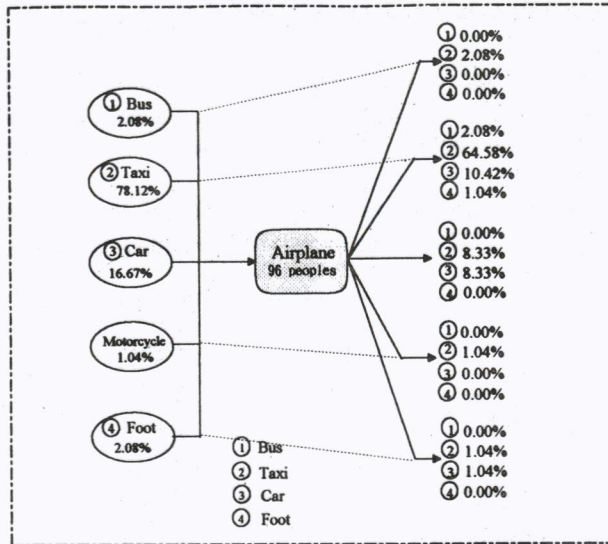 ① Bus
2.08%
② Taxi
78.12%
③ Car
16.67%
Motorcycle
1.04%
④ Foot
2.08%
Airplane
96 peoples
① 0.00%
② 2.08%
③ 0.00%
④ 0.00%
① 2.08%
② 64.58%
③ 10.42%
④ 1.04%
① 0.00%
② 8.33%
③ 8.33%
④ 0.00%
① 0.00%
② 1.04%
③ 0.00%
④ 0.00%
① 0.00%
② 1.04%
③ 1.04%
④ 0.00%
① Bus
② Taxi
③ Car
④ Foot